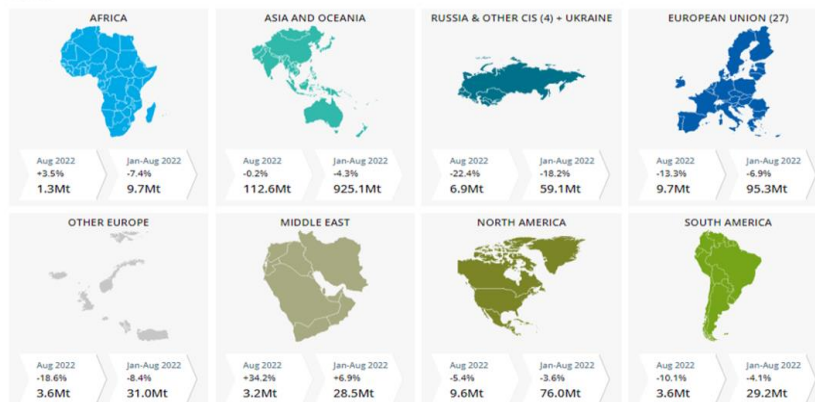 AFRICA
Aug 2022
+3.5%
1.3Mt
Jan-Aug 2022
-7.4%
9.7Mt
ASIA AND OCEANIA
Aug 2022
-0.2%
112.6Mt
Jan-Aug 2022
-4.3%
925.1Mt
RUSSIA & OTHER CIS (4) + UKRAINE
Aug 2022
-22.4%
6.9Mt
Jan-Aug 2022
-18.2%
59.1Mt
EUROPEAN UNION (27)
Aug 2022
-13.3%
9.7Mt
Jan-Aug 2022
-6.9%
95.3Mt
OTHER EUROPE
Aug 2022
-18.6%
3.6Mt
Jan-Aug 2022
-8.4%
31.0Mt
MIDDLE EAST
Aug 2022
+34.2%
3.2Mt
Jan-Aug 2022
+6.9%
28.5Mt
NORTH AMERICA
Aug 2022
-5.4%
9.6Mt
Jan-Aug 2022
-3.6%
76.0Mt
SOUTH AMERICA
Aug 2022
-10.1%
3.6Mt
Jan-Aug 2022
-4.1%
29.2Mt